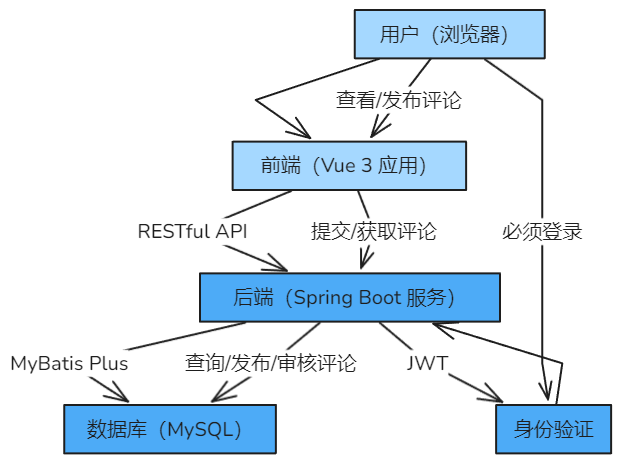 用户（浏览器）
查看/发布评论
前端（Vue 3 应用）
RESTful API
提交/获取评论
必须登录
后端（Spring Boot 服务）
MyBatis Plus
查询/发布/审核评论
JWT
数据库（MySQL）
身份验证